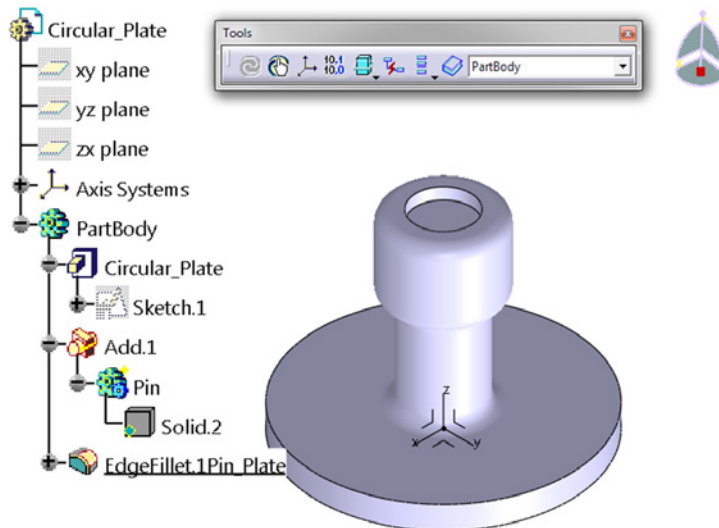 Circular_Plate
xy plane
yz plane
zx plane
Axis Systems
PartBody
Circular_Plate
Sketch.1
Add.1
Pin
Solid.2
EdgeFillet.1Pin_Plate
Tools
10.1
10.0
PartBody
z
x
y